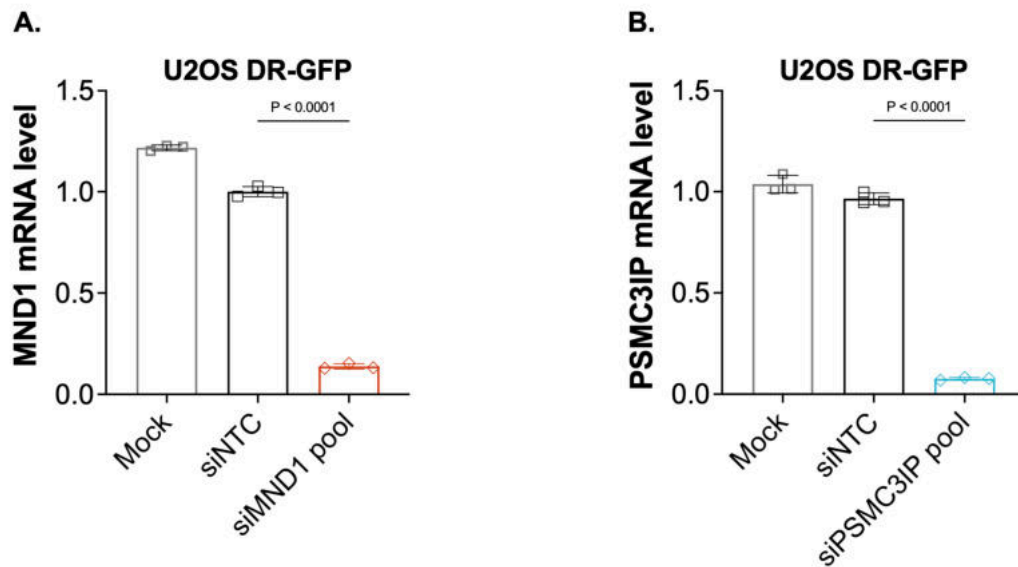 A.
U2OS DR-GFP
P < 0.0001
MND1 mRNA level
1.5
1.0
0.5
0.0
Mock
siNTC
siMND1 pool
B.
U2OS DR-GFP
P < 0.0001
PSMC3IP mRNA level
1.5
1.0
0.5
0.0
Mock
siNTC
siPSMC3IP pool